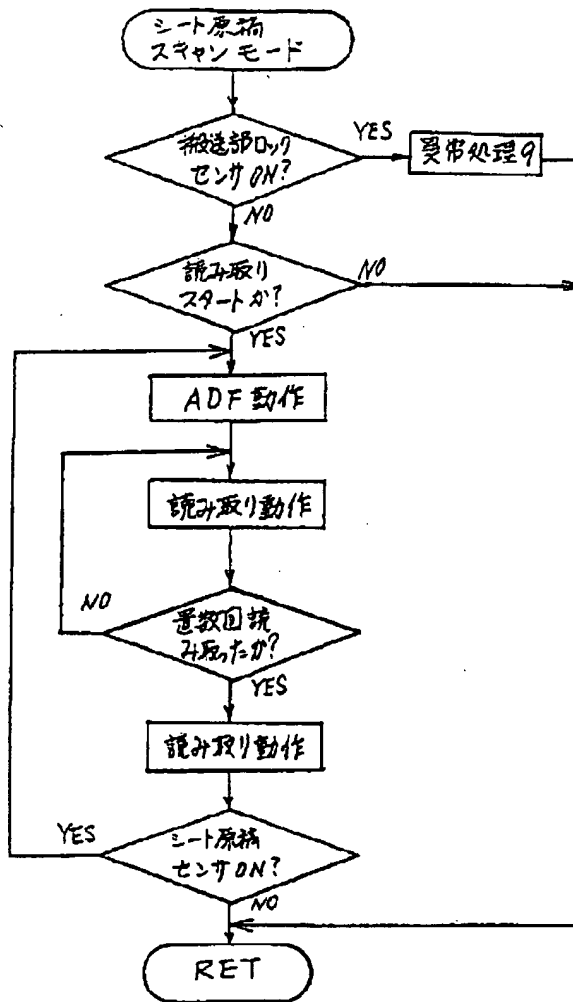 シート原稿
スキャンモード
搬送部ロック
センサON?
YES
異常処理9
NO
読み取り
スタートか?
NO
YES
ADF動作
読み取り動作
置数回読
み取ったか?
NO
YES
読み取り動作
シート原稿
センサON?
YES
NO
RET